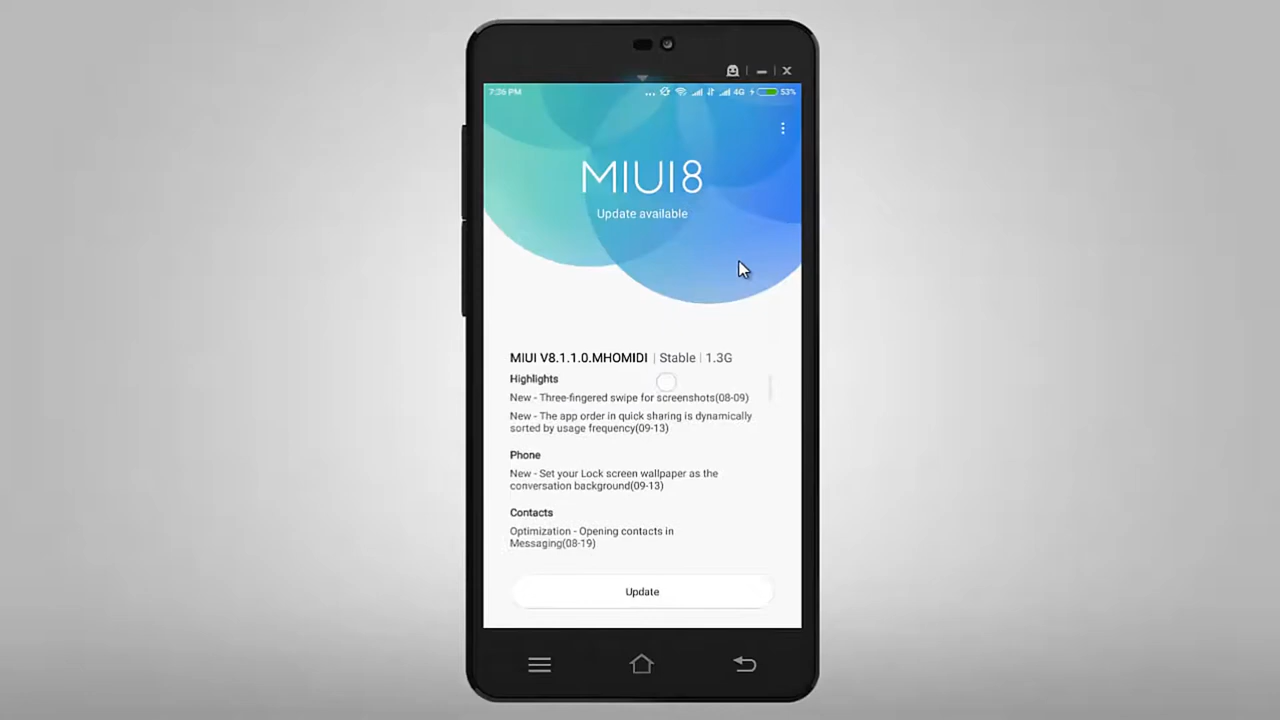 7:36 PM ... 4G 53%
MIUI 8
Update available
MIUI V8.1.1.0.MHOMIDI | Stable | 1.3G
Highlights
New - Three-fingered swipe for screenshots(08-09)
New - The app order in quick sharing is dynamically
sorted by usage frequency(09-13)
Phone
New - Set your Lock screen wallpaper as the
conversation background(09-13)
Contacts
Optimization - Opening contacts in
Messaging(08-19)
Update